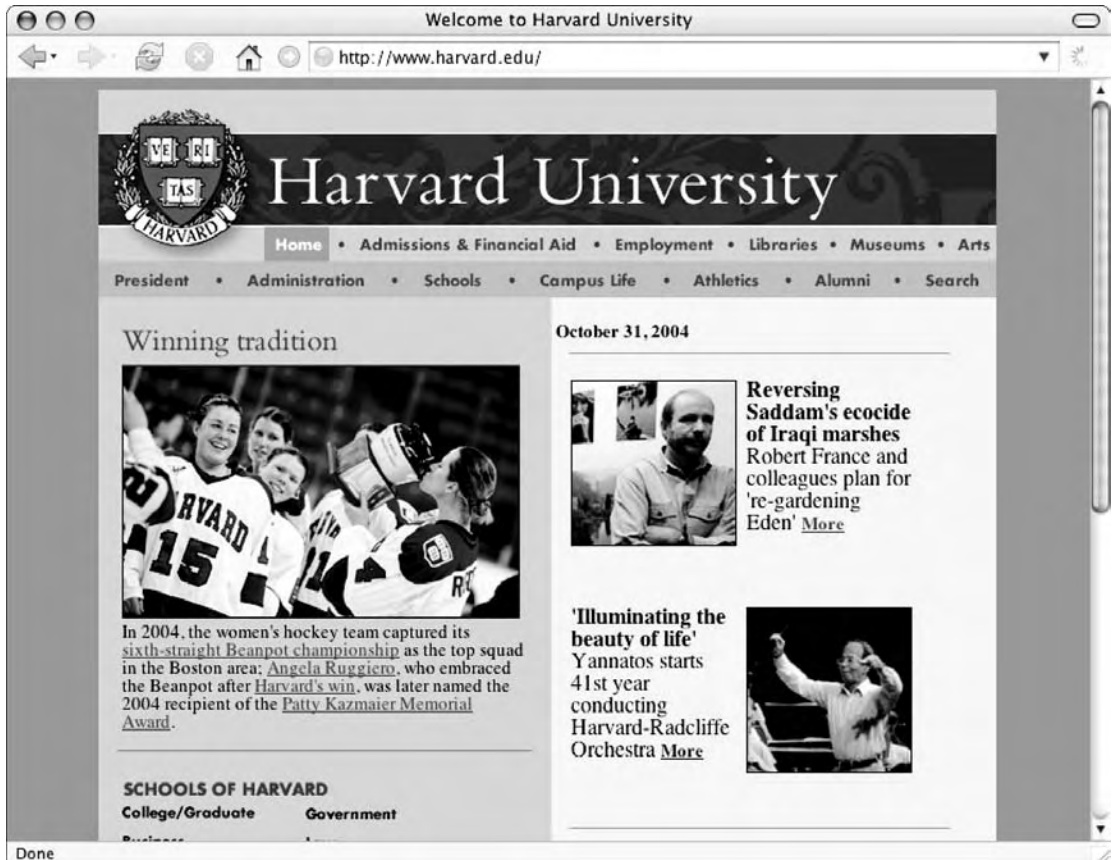 Welcome to Harvard University
http://www.harvard.edu/
VE RI
TAS
HARVARD
Harvard University
Home • Admissions & Financial Aid • Employment • Libraries • Museums • Arts
President • Administration • Schools • Campus Life • Athletics • Alumni • Search
Winning tradition
ARVARD
15
11
4
In 2004, the women's hockey team captured its
sixth-straight Beanpot championship as the top squad
in the Boston area; Angela Ruggiero, who embraced
the Beanpot after Harvard's win, was later named the
2004 recipient of the Patty Kazmaier Memorial
Award.
SCHOOLS OF HARVARD
College/Graduate Government
October 31, 2004
Reversing
Saddam's ecocide
of Iraqi marshes
Robert France and
colleagues plan for
're-gardening
Eden' More
'Illuminating the
beauty of life'
Yannatos starts
41st year
conducting
Harvard-Radcliffe
Orchestra More
Done